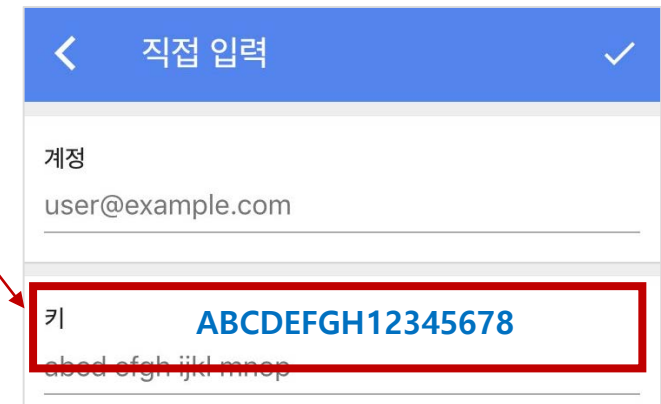 직접 입력
계정
user@example.com
키 ABCDEFGH12345678
abcd efgh ijkl mnop